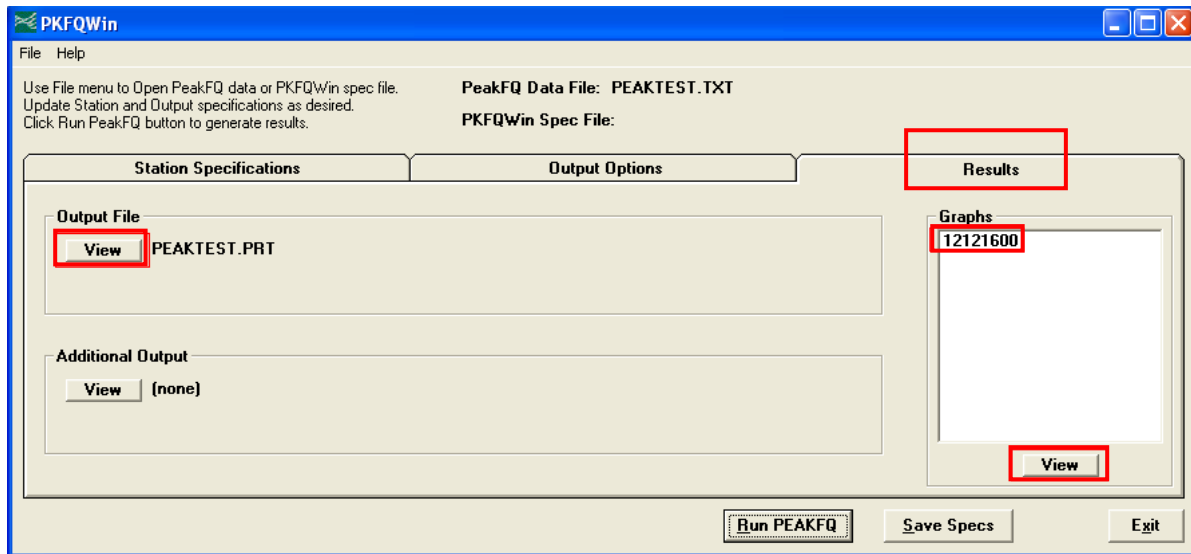 PKFQWin
File Help
Use File menu to Open PeakFQ data or PKFQWin spec file.
Update Station and Output specifications as desired.
Click Run PeakFQ button to generate results.
PeakFQ Data File: PEAKTEST.TXT
PKFQWin Spec File:
Station Specifications
Output Options
Results
Output File
View PEAKTEST.PRT
Additional Output
View (none)
Graphs
12121600
View
Run PEAKFQ
Save Specs
Exit